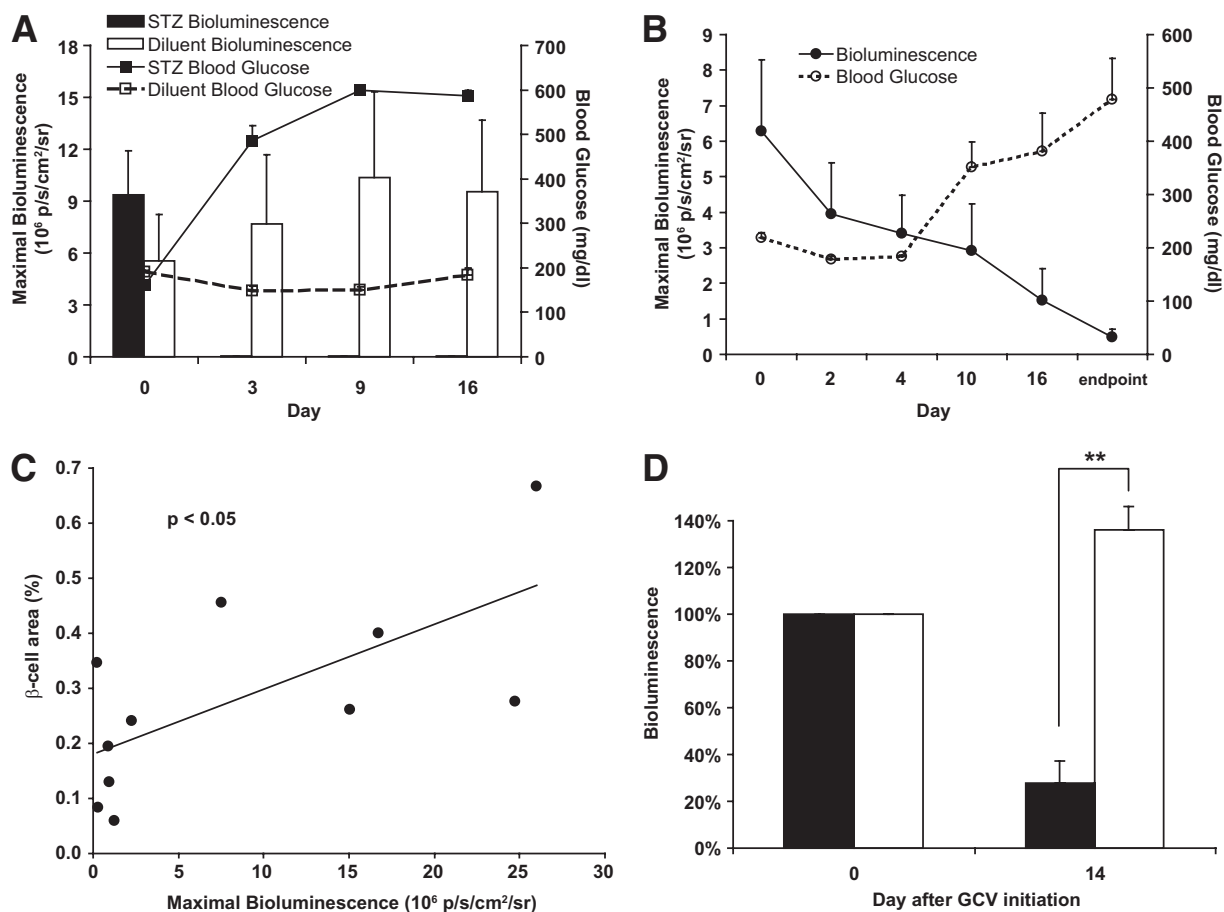 A
STZ Bioluminescence
Diluent Bioluminescence
STZ Blood Glucose
Diluent Blood Glucose
Maximal Bioluminescence
(10⁶ p/s/cm²/sr)
18
15
12
9
6
3
0
700
600
500
400
300
200
100
0
Blood Glucose (mg/dl)
0 3 9 16
Day
B
Bioluminescence
Blood Glucose
Maximal Bioluminescence
(10⁶ p/s/cm²/sr)
9
8
7
6
5
4
3
2
1
0
600
500
400
300
200
100
0
Blood Glucose (mg/dl)
0 2 4 10 16 endpoint
Day
C
p < 0.05
β-cell area (%)
0.7
0.6
0.5
0.4
0.3
0.2
0.1
0.0
0 5 10 15 20 25 30
Maximal Bioluminescence (10⁶ p/s/cm²/sr)
D
**
Bioluminescence
140%
120%
100%
80%
60%
40%
20%
0%
0 14
Day after GCV initiation